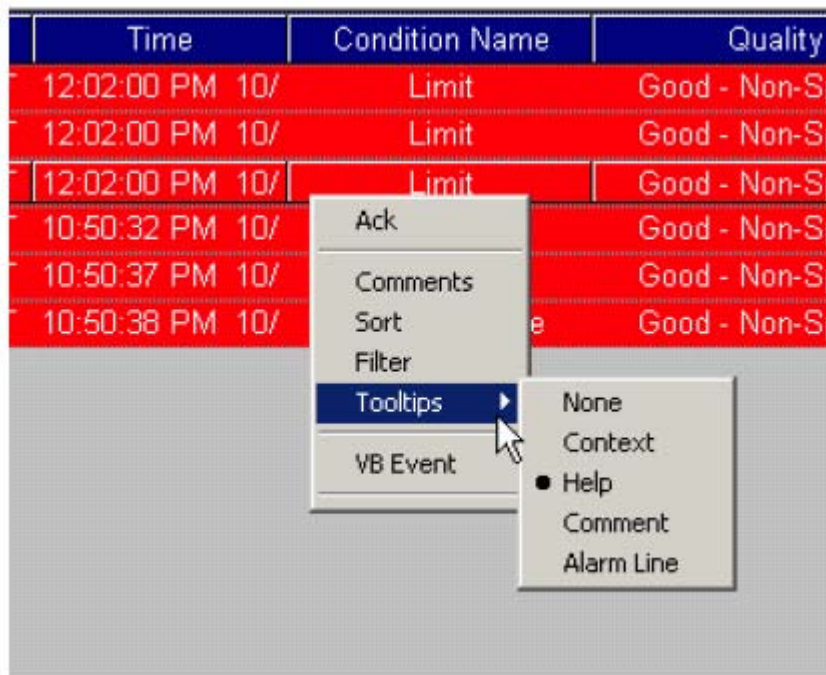 Time Condition Name Quality
12:02:00 PM 10/ Limit Good - Non-S
12:02:00 PM 10/ Limit Good - Non-S
12:02:00 PM 10/ Limit Good - Non-S
10:50:32 PM 10/ Good - Non-S
10:50:37 PM 10/ Good - Non-S
10:50:38 PM 10/ e Good - Non-S
Ack
Comments
Sort
Filter
Tooltips
VB Event
None
Context
Help
Comment
Alarm Line